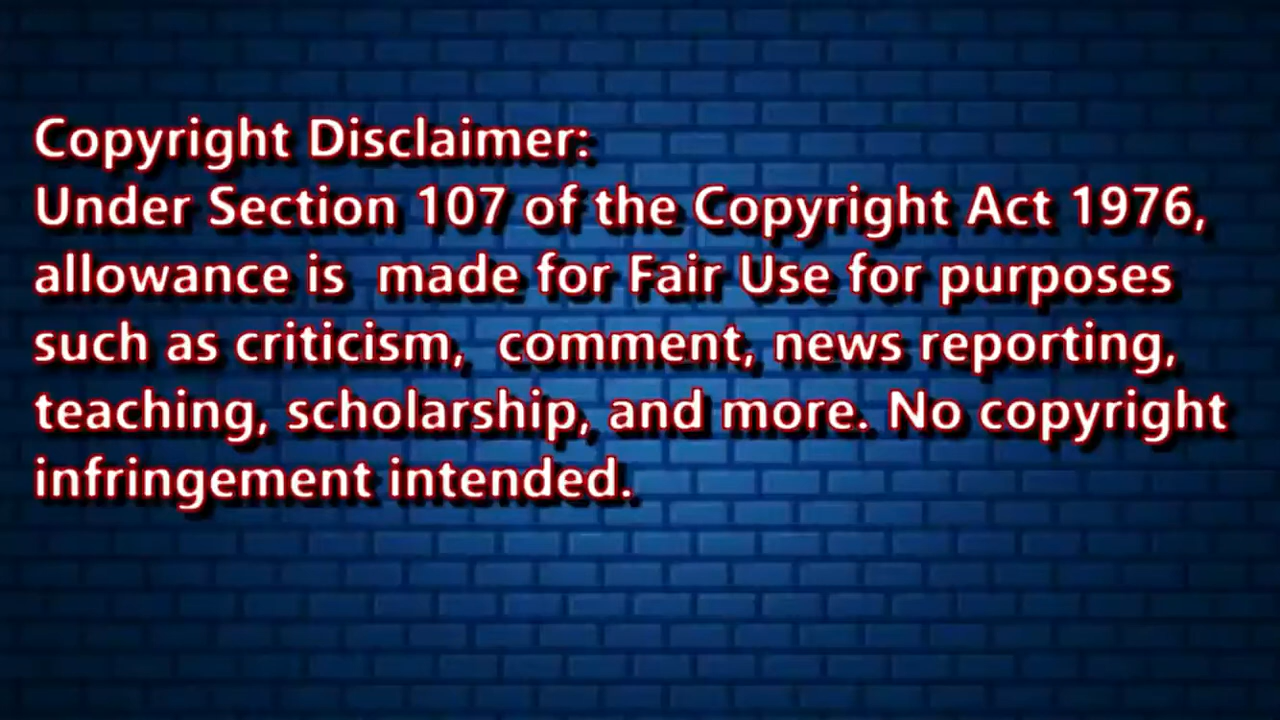 Copyright Disclaimer:
Under Section 107 of the Copyright Act 1976,
allowance is  made for Fair Use for purposes
such as criticism,  comment, news reporting,
teaching, scholarship, and more. No copyright
infringement intended.